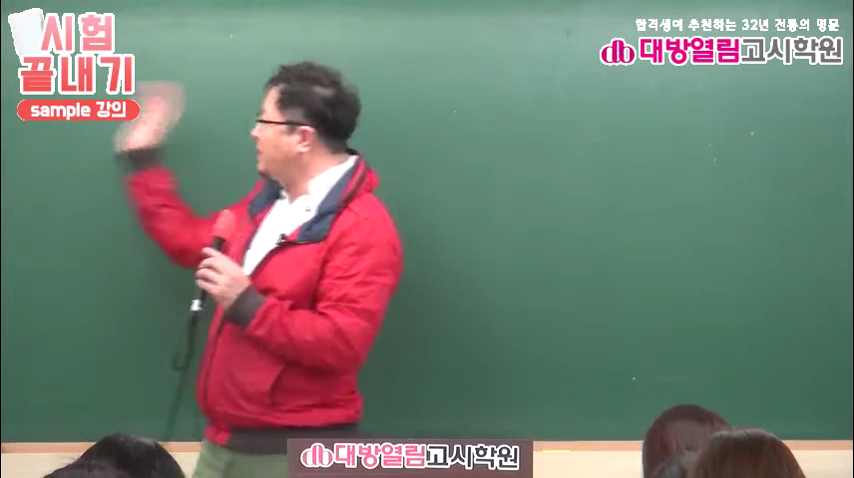 시험
끝내기
sample 강의
합격생이 추천하는 32년 전통의 명문
대방열림고시학원
대방열림고시학원